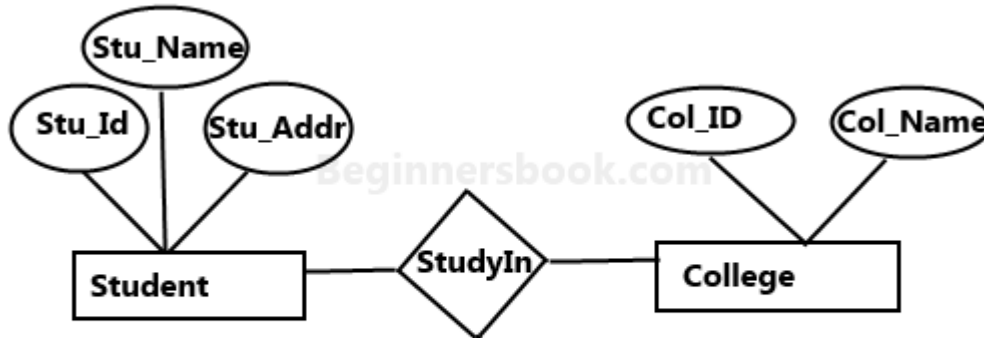 Stu_Name
Stu_Id
Stu_Addr
Col_ID
Col_Name
Beginnersbook.com
StudyIn
Student
College